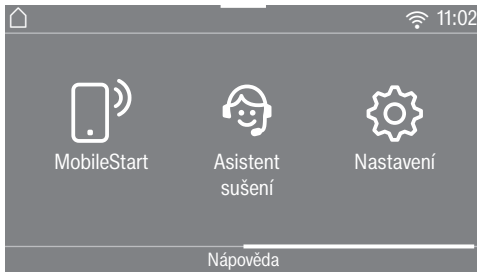 11:02
MobileStart
Asistent
sušení
Nastavení
Nápověda